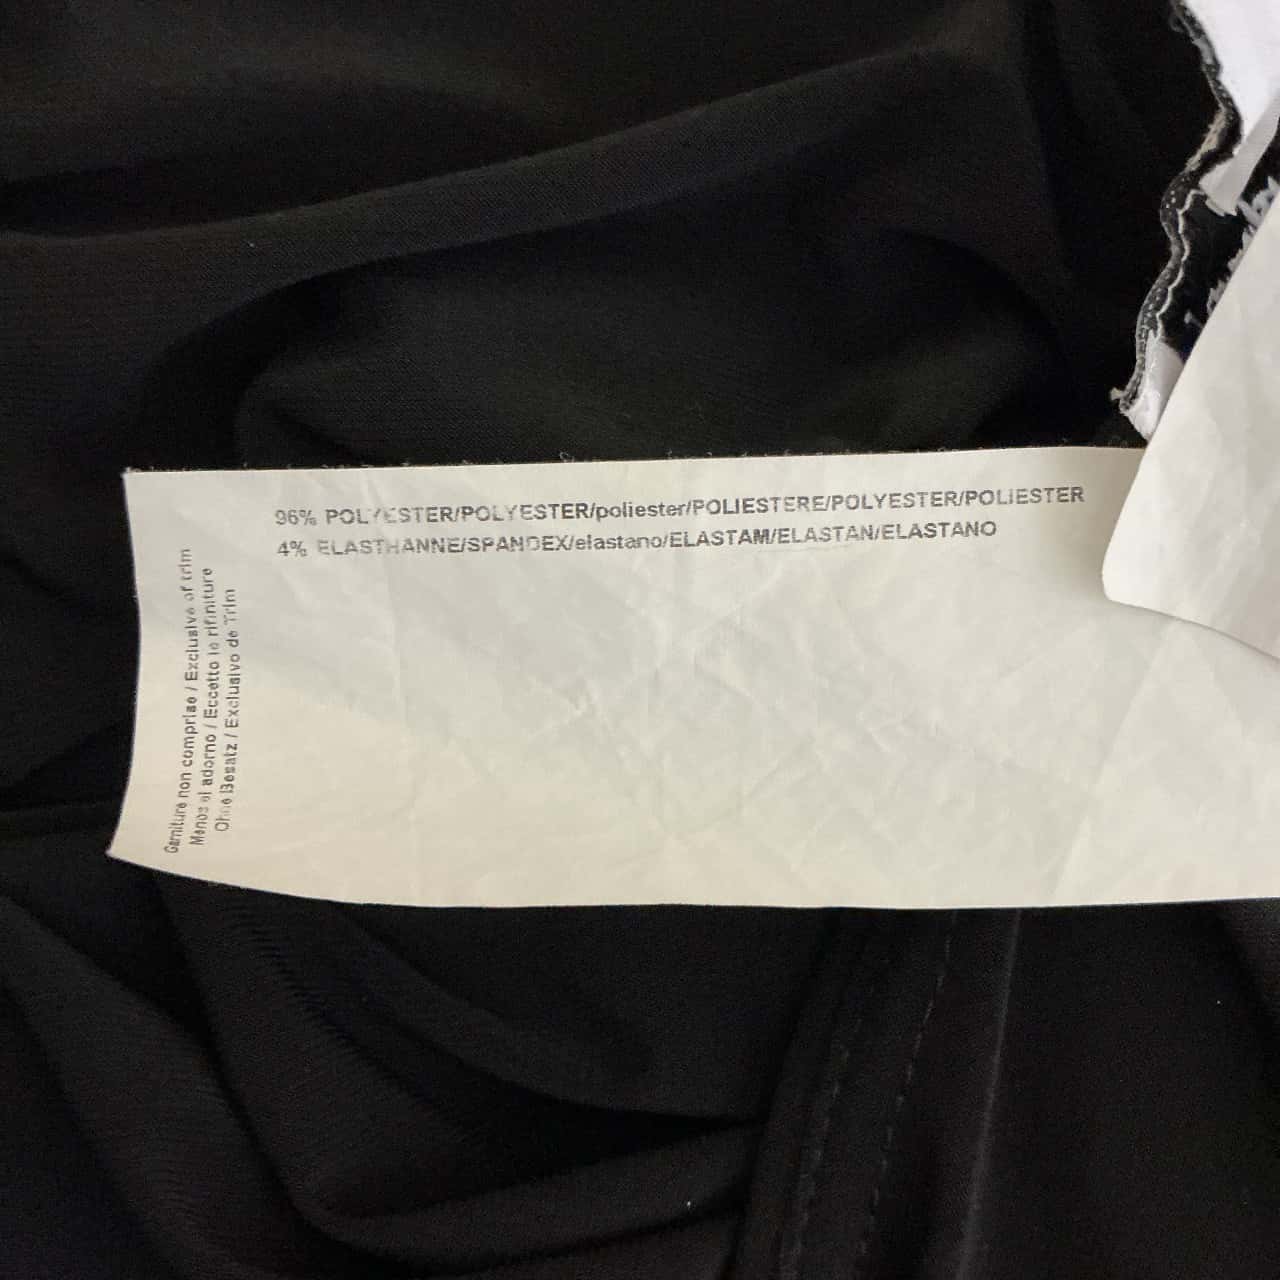 96% POLYESTER/POLYESTER/poliester/POLIESTERE/POLYESTER/POLIESTER
4% ELASTHANNE/SPANDEX/elastano/ELASTAM/ELASTAN/ELASTANO
Garniture non comprise / Exclusive of trim
Menos el adorno / Eccetto le rifiniture
Ohne Besatz / Exclusivo de Trim